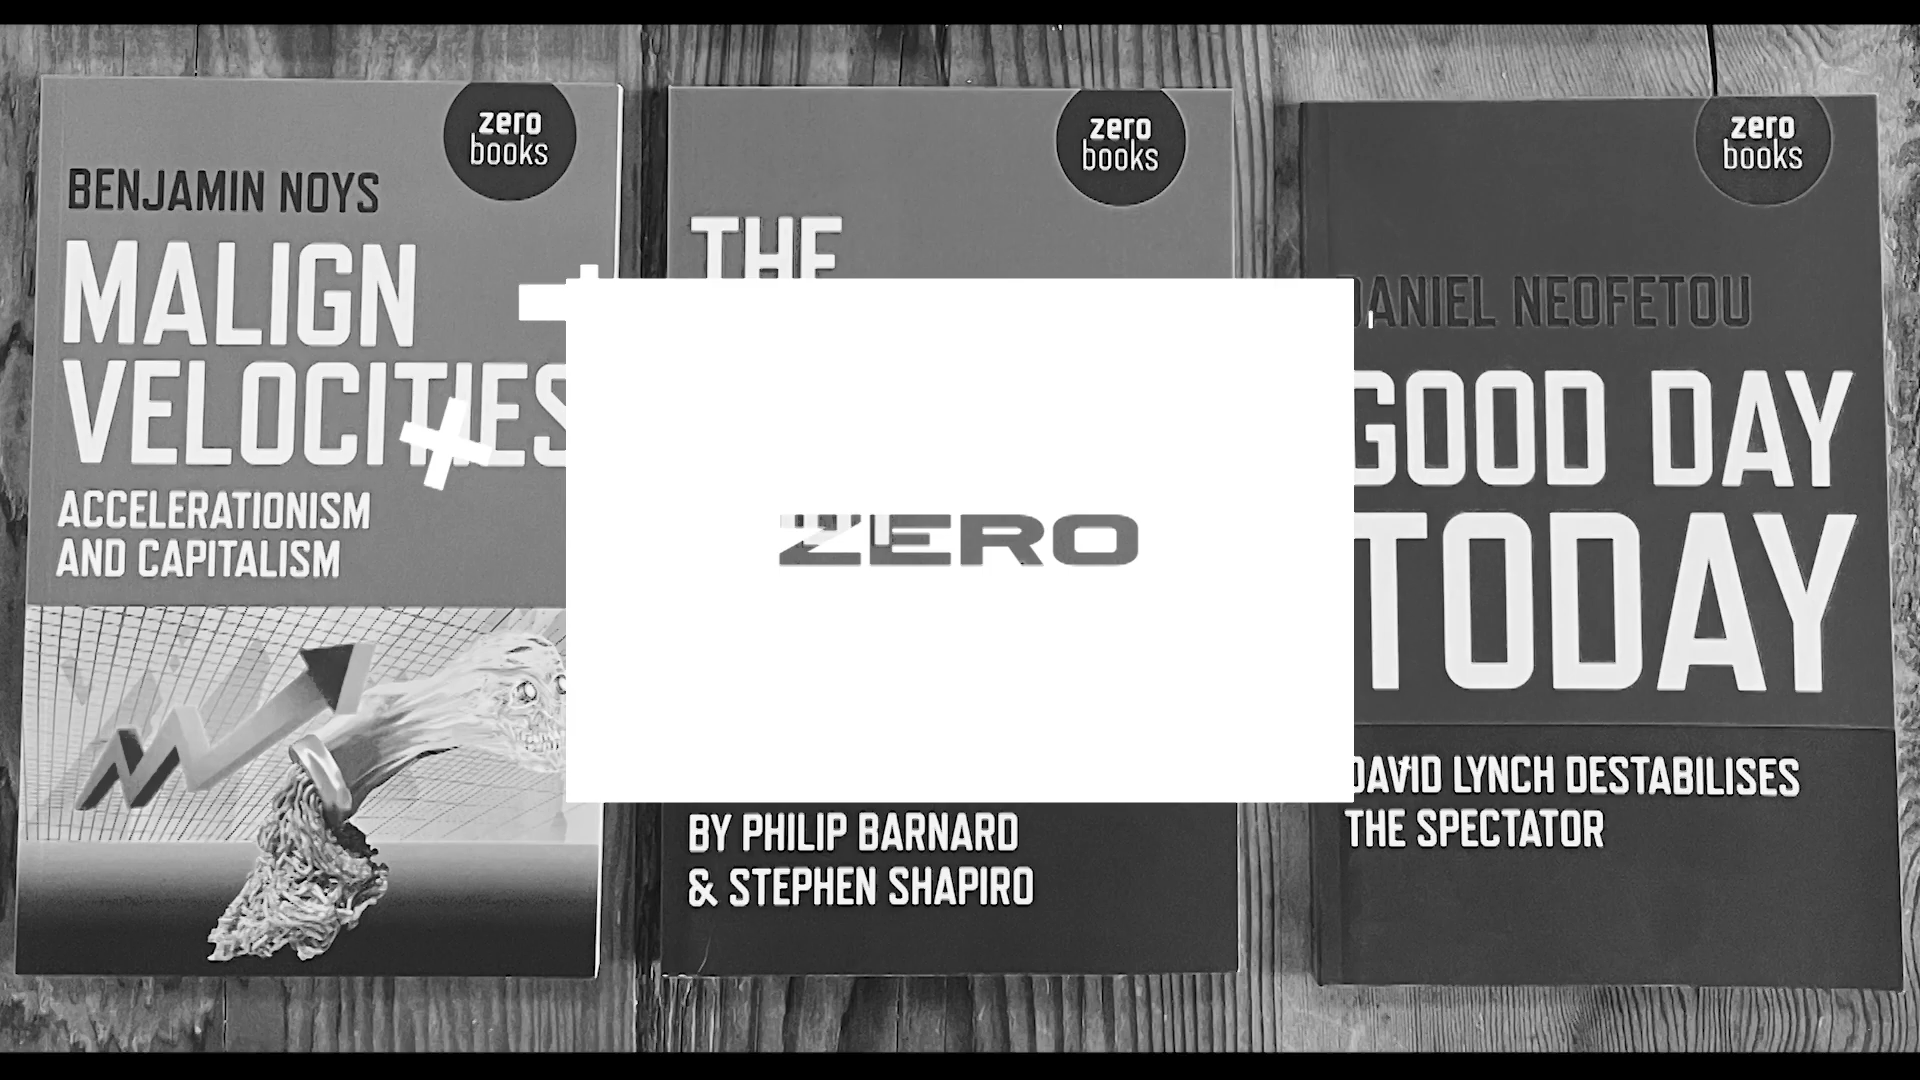 zero
books
BENJAMIN NOYS
MALIGN
VELOCITIES
ACCELERATIONISM
AND CAPITALISM
zero
books
THE
ZERO
BY PHILIP BARNARD
& STEPHEN SHAPIRO
zero
books
DANIEL NEOFETOU
GOOD DAY
TODAY
DAVID LYNCH DESTABILISES
THE SPECTATOR